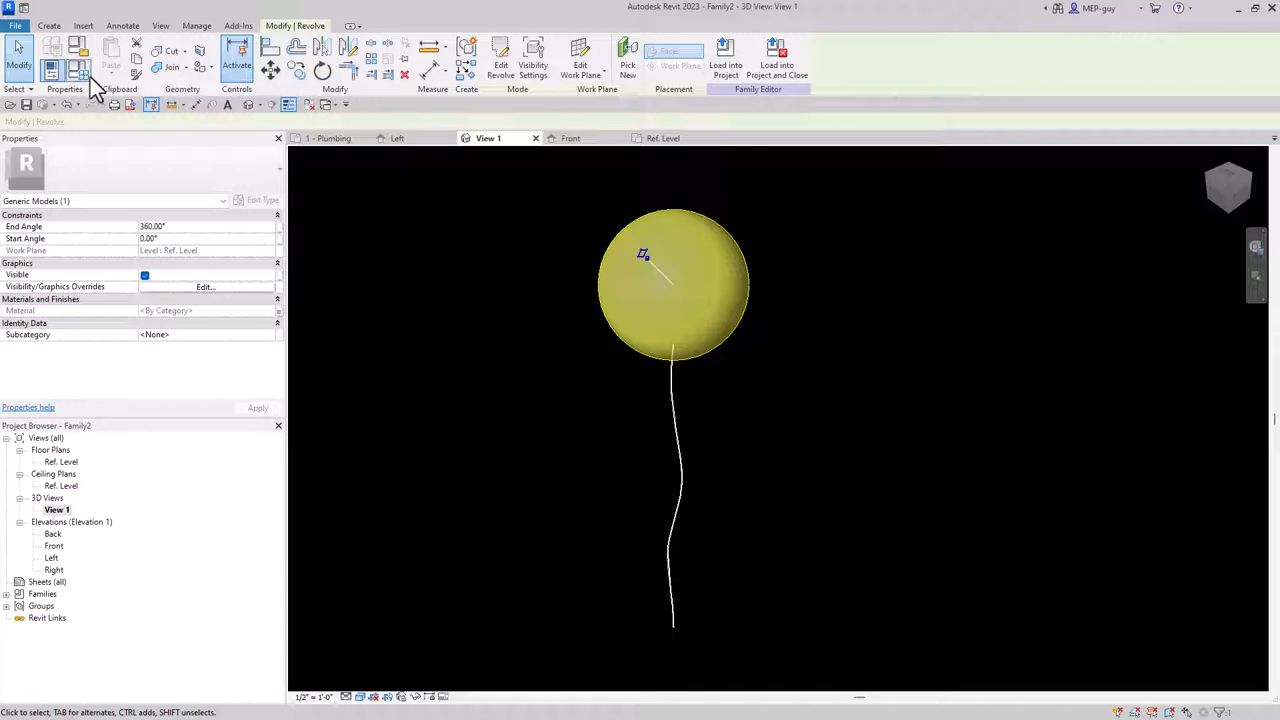 Autodesk Revit 2023 - Family2 - 3D View: View 1
MEP-guy
File Create Insert Annotate View Manage Add-Ins Modify | Revolve
Modify
Paste
Cut
Join
Activate
Edit Revolve
Visibility Settings
Edit Work Plane
Pick New
Face
Work Plane
Load into Project
Load into Project and Close
Select Properties Clipboard Geometry Controls Modify Measure Create Mode Work Plane Placement Family Editor
Modify | Revolve
Properties
1 - Plumbing Left View 1 Front Ref. Level
R
Generic Models (1) Edit Type
Constraints
End Angle 360.00°
Start Angle 0.00°
Work Plane Level : Ref. Level
Graphics
Visible
Visibility/Graphics Overrides Edit...
Materials and Finishes
Material <By Category>
Identity Data
Subcategory <None>
Properties help Apply
Project Browser - Family2
Views (all)
Floor Plans
Ref. Level
Ceiling Plans
Ref. Level
3D Views
View 1
Elevations (Elevation 1)
Back
Front
Left
Right
Sheets (all)
Families
Groups
Revit Links
1/2" = 1'-0"
Click to select, TAB for alternates, CTRL adds, SHIFT unselects.
:1